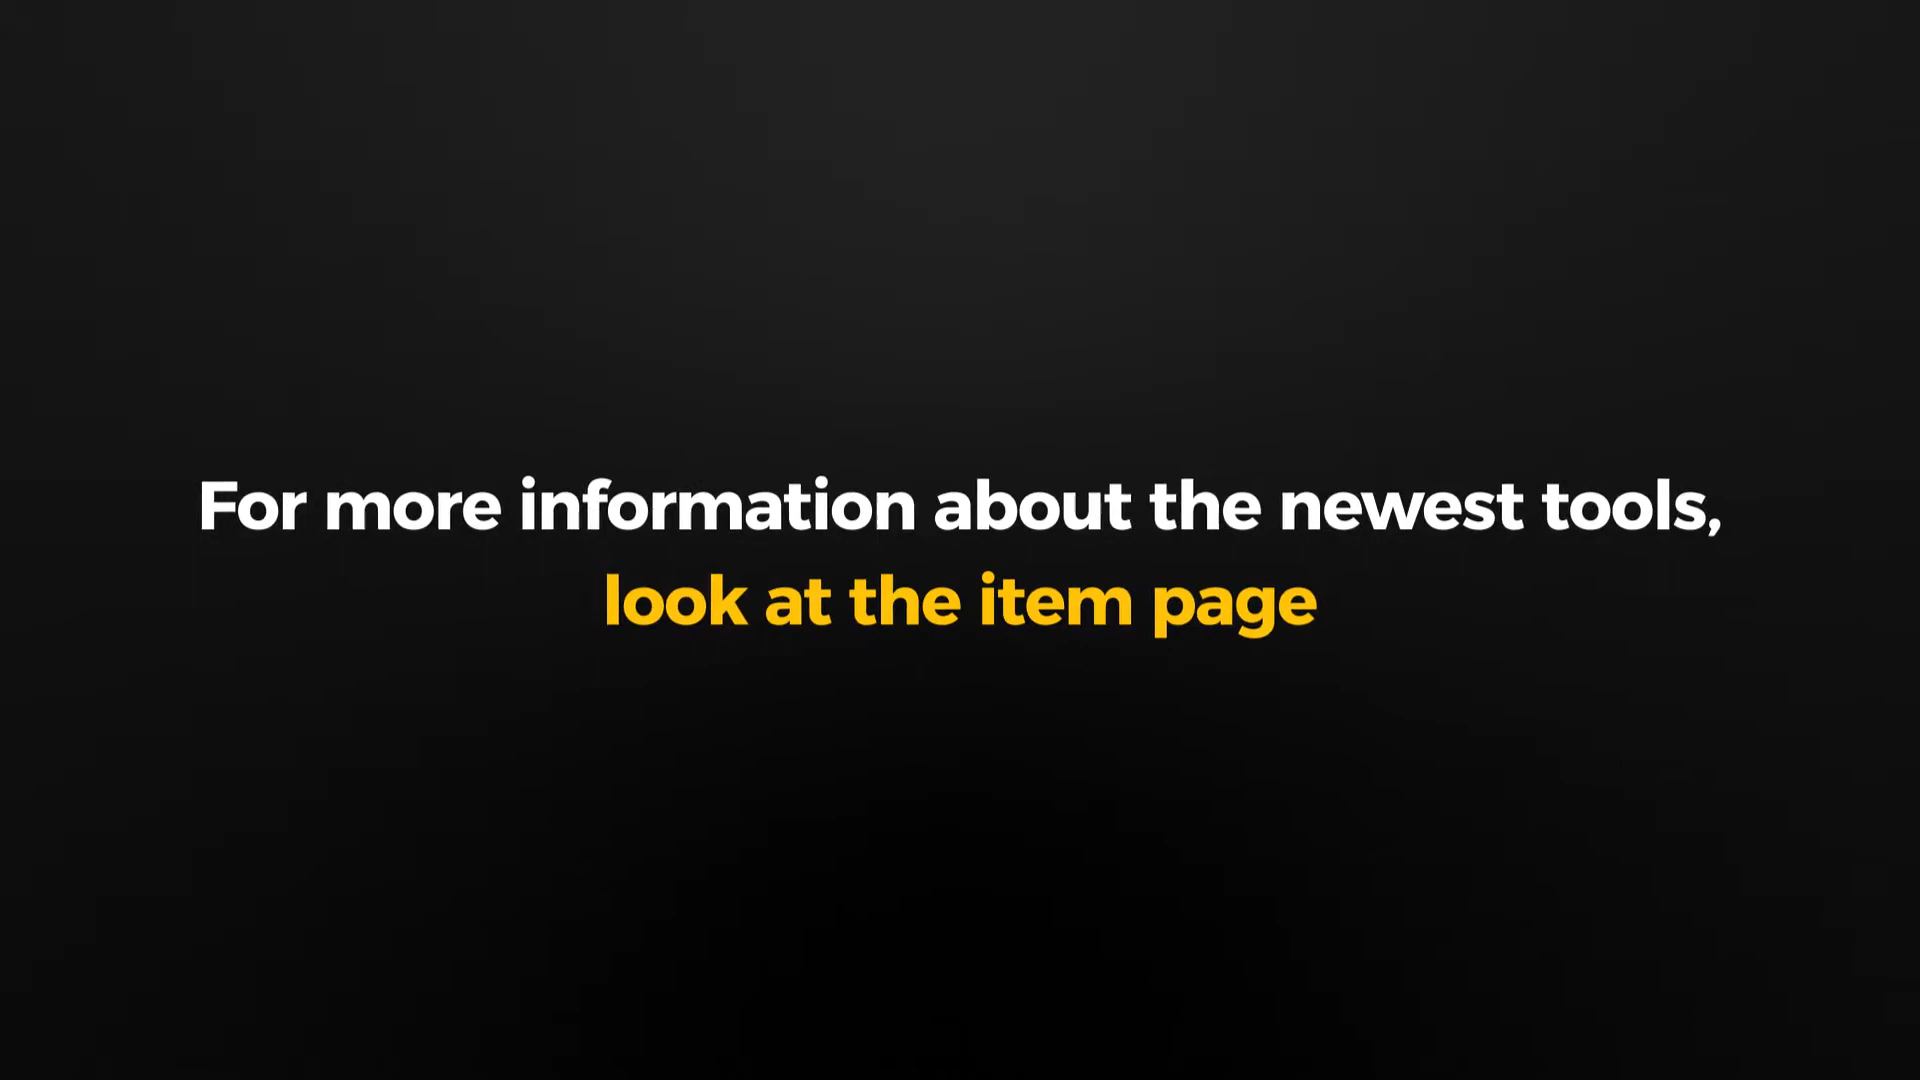 For more information about the newest tools,
look at the item page